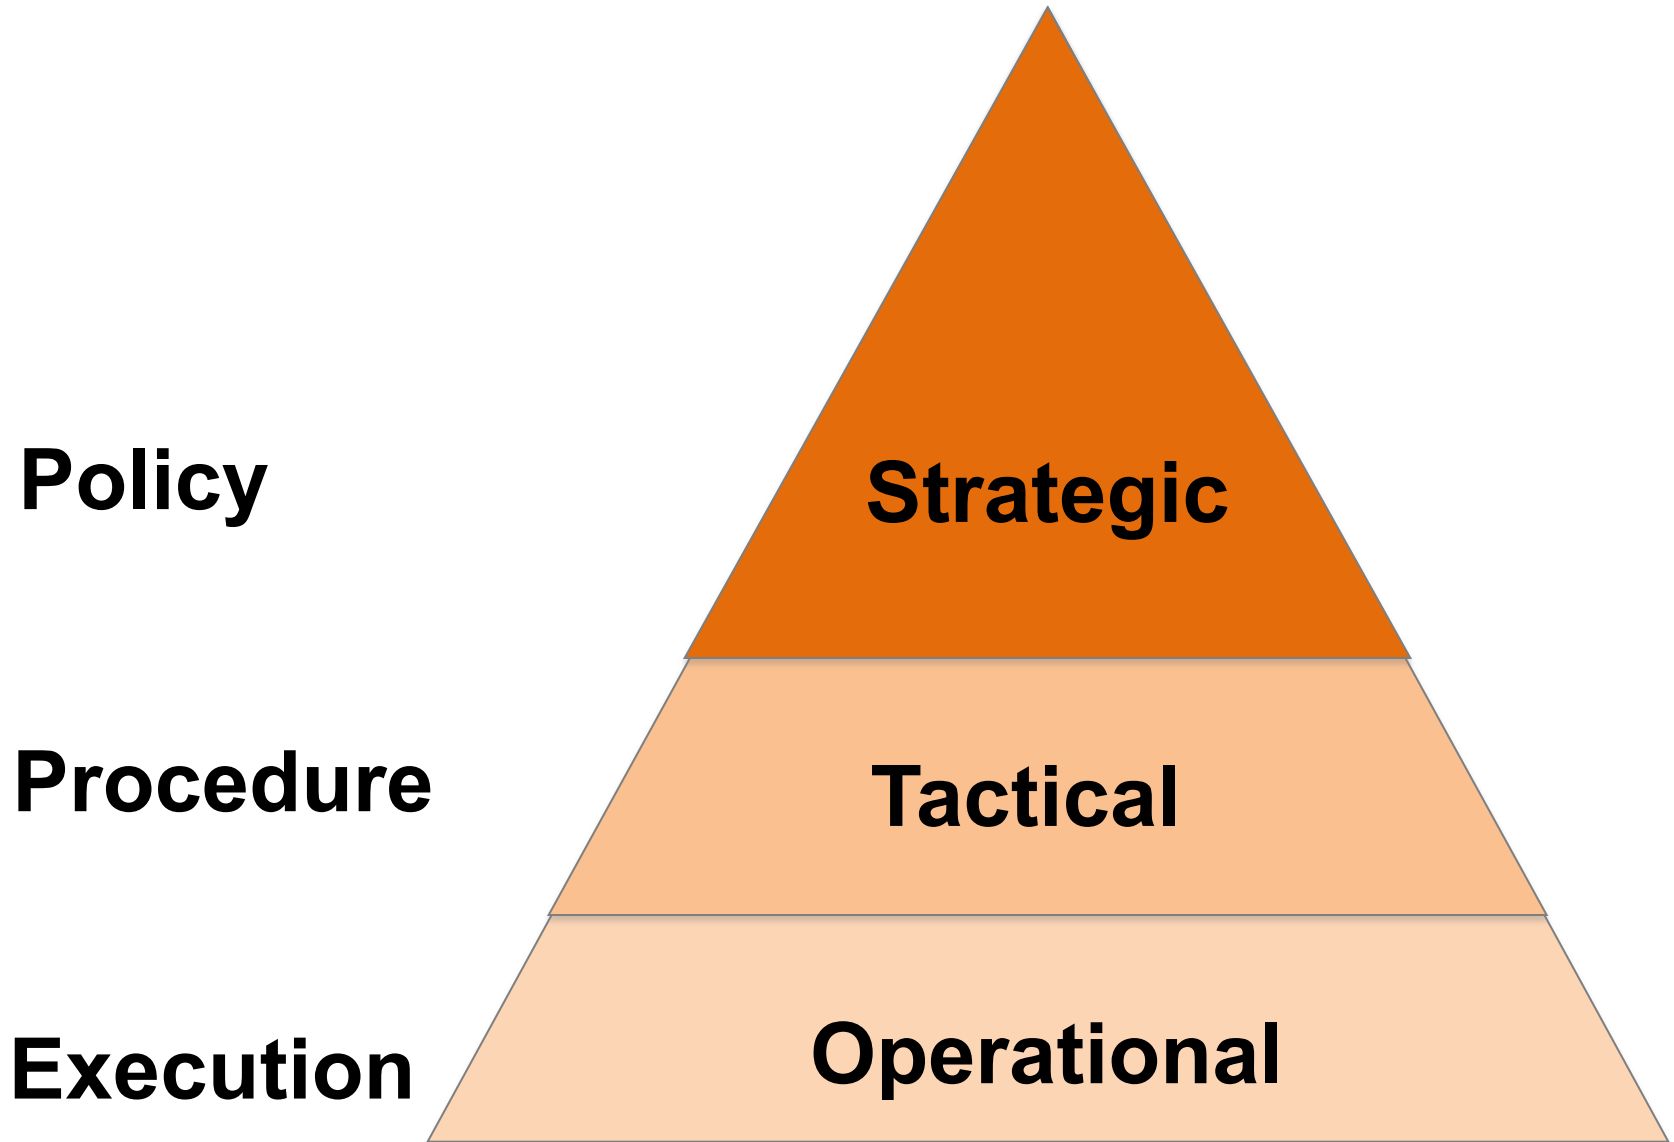 Policy
Strategic
Procedure
Tactical
Execution
Operational